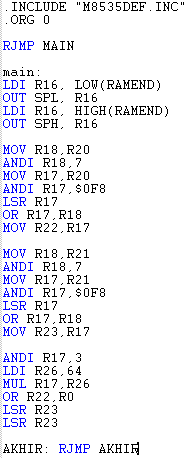 .INCLUDE "M8535DEF.INC"
.ORG 0
RJMP MAIN
main:
LDI R16, LOW(RAMEND)
OUT SPL, R16
LDI R16, HIGH(RAMEND)
OUT SPH, R16
MOV R18,R20
ANDI R18,7
MOV R17,R20
ANDI R17,$0F8
LSR R17
OR R17,R18
MOV R22,R17
MOV R18,R21
ANDI R18,7
MOV R17,R21
ANDI R17,$0F8
LSR R17
OR R17,R18
MOV R23,R17
ANDI R17,3
LDI R26,64
MUL R17,R26
OR R22,R0
LSR R23
LSR R23
AKHIR: RJMP AKHIR